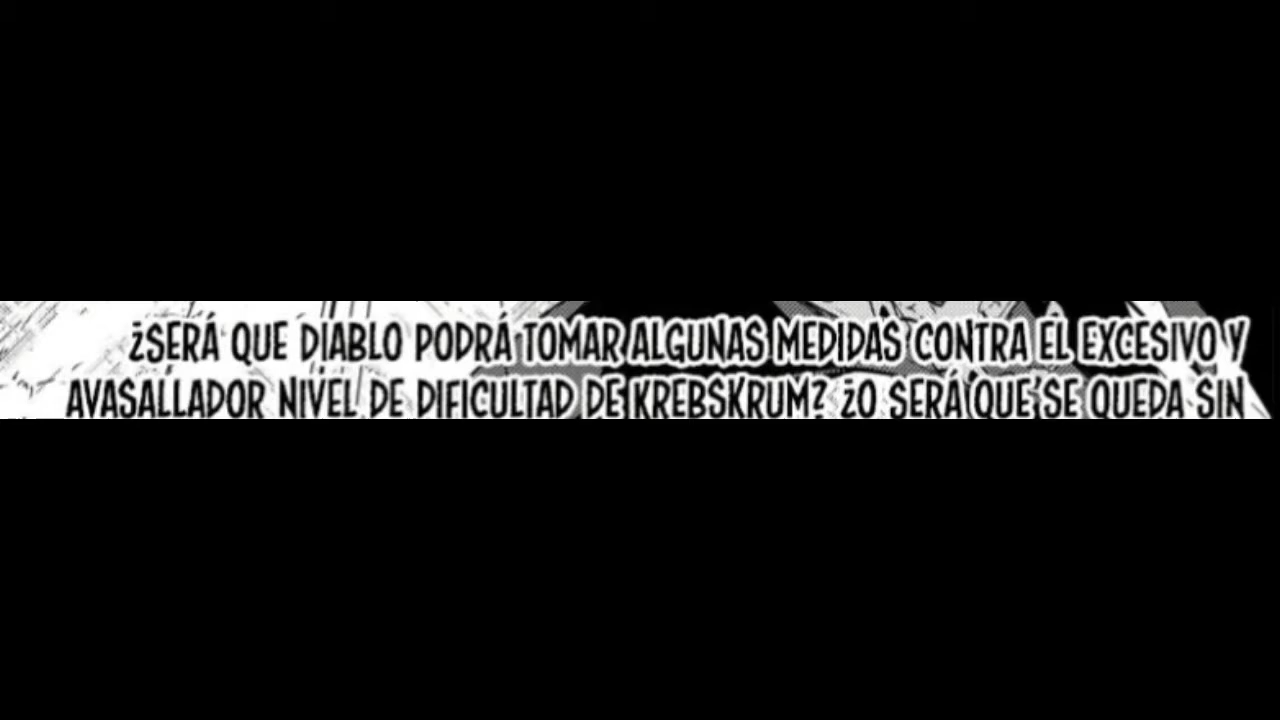 ¿SERÁ QUE DIABLO PODRÁ TOMAR ALGUNAS MEDIDAS CONTRA EL EXCESIVO Y
AVASALLADOR NIVEL DE DIFICULTAD DE KREBSKRUM? ¿O SERÁ QUE SE QUEDA SIN